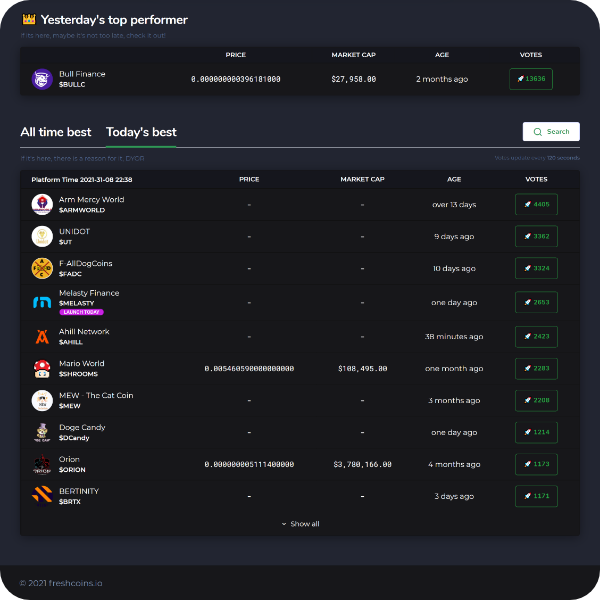 Yesterday's top performer
If its here, maybe it's not too late, check it out!
PRICE MARKET CAP AGE VOTES
Bull Finance
$BULLC
0.000000000396181000 $27,958.00 2 months ago 13636
All time best Today's best Search
If it's here, there is a reason for it, DYOR
Votes update every 120 seconds
Platform Time 2021-31-08 22:38 PRICE MARKET CAP AGE VOTES
Arm Mercy World
$ARMWORLD
- - over 13 days 4485
UNIDOT
$UT
- - 9 days ago 3362
F-AllDogCoins
$FADC
- - 10 days ago 3324
Melasty Finance
$MELASTY
LAUNCH TODAY
- - one day ago 2653
Ahill Network
$AHILL
- - 38 minutes ago 2423
Mario World
$SHROOMS
0.005460590000000000 $108,495.00 one month ago 2283
MEW - The Cat Coin
$MEW
- - 3 months ago 2208
Doge Candy
$DCandy
- - one day ago 1214
Orion
$ORION
0.000000005111400000 $3,780,166.00 4 months ago 1173
BERTINITY
$BRTX
- - 3 days ago 1171
Show all
© 2021 freshcoins.io